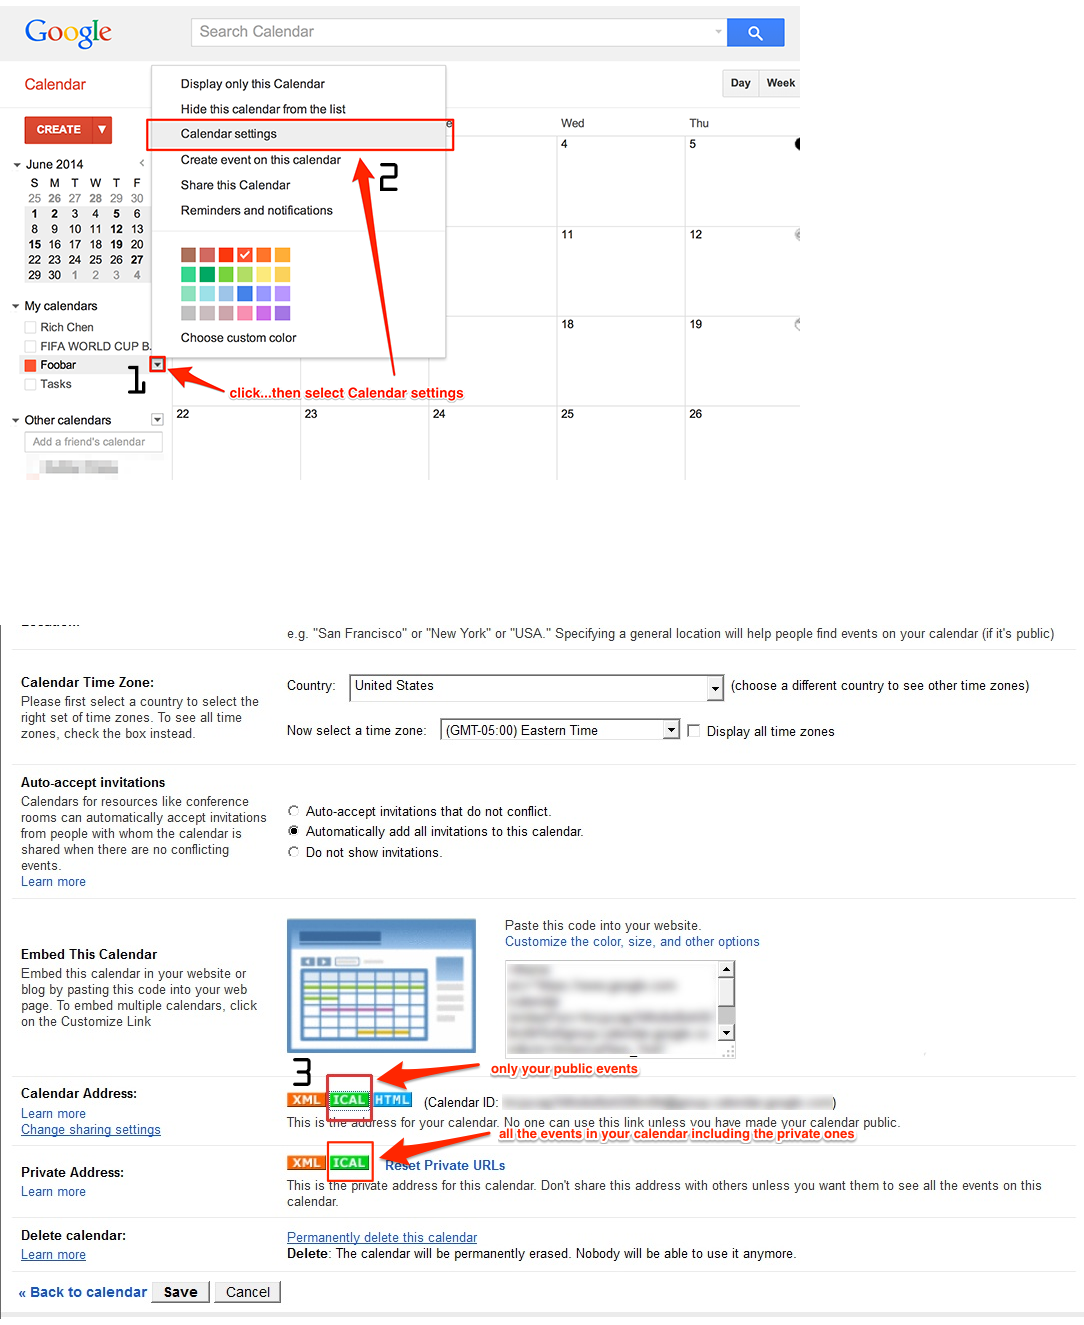 Google
Search Calendar
Calendar
Day Week
Display only this Calendar
Hide this calendar from the list
Calendar settings
Create event on this calendar
Share this Calendar
Reminders and notifications
Choose custom color
2
CREATE
June 2014
S M T W T F
25 26 27 28 29 30
1 2 3 4 5 6
8 9 10 11 12 13
15 16 17 18 19 20
22 23 24 25 26 27
29 30 1 2 3 4
My calendars
Rich Chen
FIFA WORLD CUP B.
Foobar
Tasks
1
click...then select Calendar settings
Other calendars
Add a friend's calendar
e Wed Thu
4 5
11 12
18 19
22 23 24 25 26
e.g. "San Francisco" or "New York" or "USA." Specifying a general location will help people find events on your calendar (if it's public)
Calendar Time Zone:
Please first select a country to select the
right set of time zones. To see all time
zones, check the box instead.
Country: United States (choose a different country to see other time zones)
Now select a time zone: (GMT-05:00) Eastern Time Display all time zones
Auto-accept invitations
Calendars for resources like conference
rooms can automatically accept invitations
from people with whom the calendar is
shared when there are no conflicting
events.
Learn more
Auto-accept invitations that do not conflict.
Automatically add all invitations to this calendar.
Do not show invitations.
Embed This Calendar
Embed this calendar in your website or
blog by pasting this code into your web
page. To embed multiple calendars, click
on the Customize Link
Paste this code into your website.
Customize the color, size, and other options
3
only your public events
Calendar Address:
Learn more
Change sharing settings
XML ICAL HTML (Calendar ID: )
This is the address for your calendar. No one can use this link unless you have made your calendar public.
all the events in your calendar including the private ones
Private Address:
Learn more
XML ICAL Reset Private URLs
This is the private address for this calendar. Don't share this address with others unless you want them to see all the events on this
calendar.
Delete calendar:
Learn more
Permanently delete this calendar
Delete: The calendar will be permanently erased. Nobody will be able to use it anymore.
« Back to calendar Save Cancel